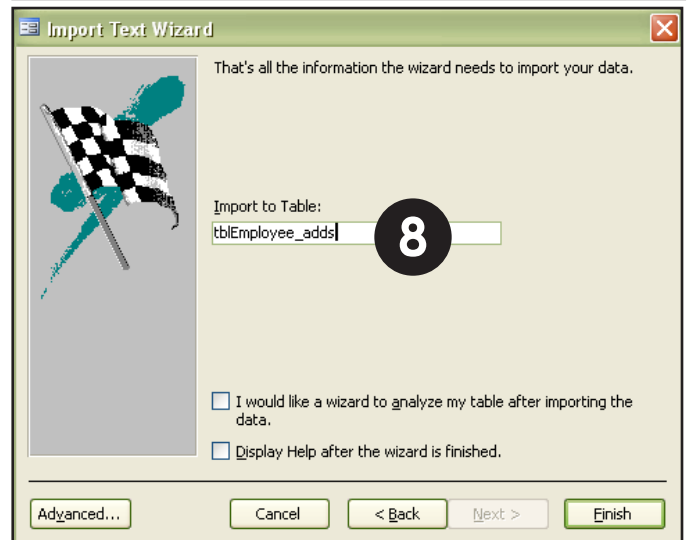 Import Text Wizard
That's all the information the wizard needs to import your data.
Import to Table:
tblEmployee_adds
8
I would like a wizard to analyze my table after importing the
data.
Display Help after the wizard is finished.
Advanced... Cancel < Back Next > Finish